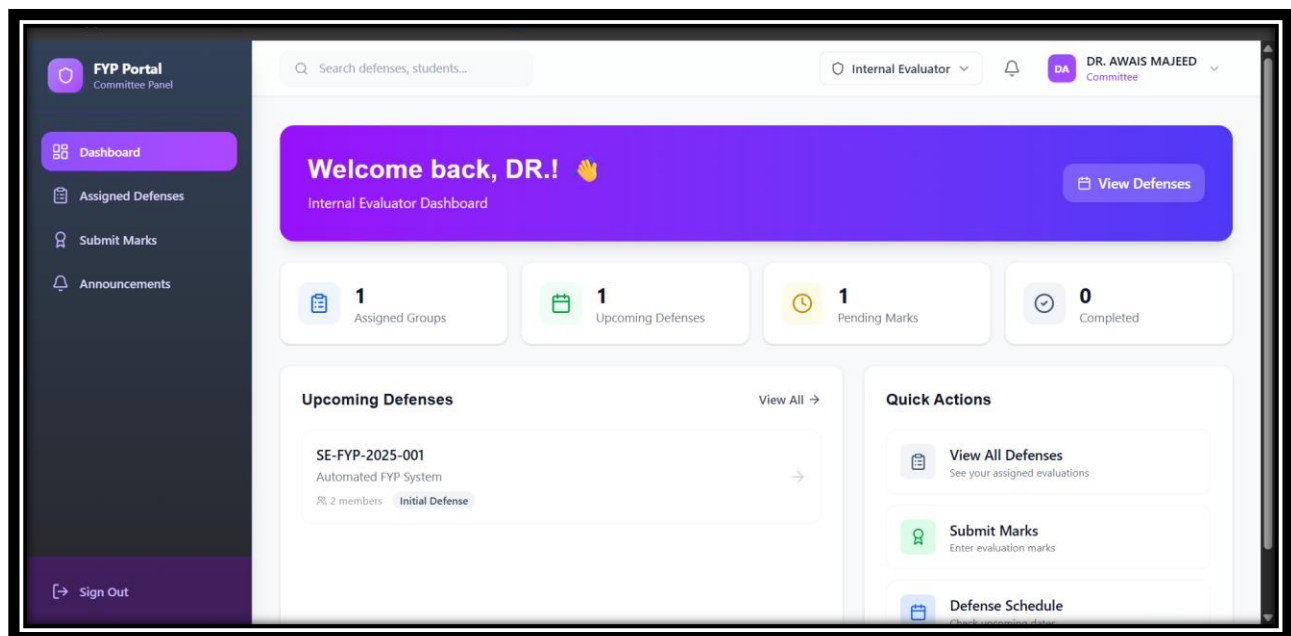 FYP Portal
Committee Panel
Dashboard
Assigned Defenses
Submit Marks
Announcements
Sign Out
Search defenses, students...
Internal Evaluator
DA
DR. AWAIS MAJEED
Committee
Welcome back, DR.! 👋
Internal Evaluator Dashboard
View Defenses
1
Assigned Groups
1
Upcoming Defenses
1
Pending Marks
0
Completed
Upcoming Defenses
View All →
SE-FYP-2025-001
Automated FYP System
2 members
Initial Defense
Quick Actions
View All Defenses
See your assigned evaluations
Submit Marks
Enter evaluation marks
Defense Schedule
Check upcoming dates